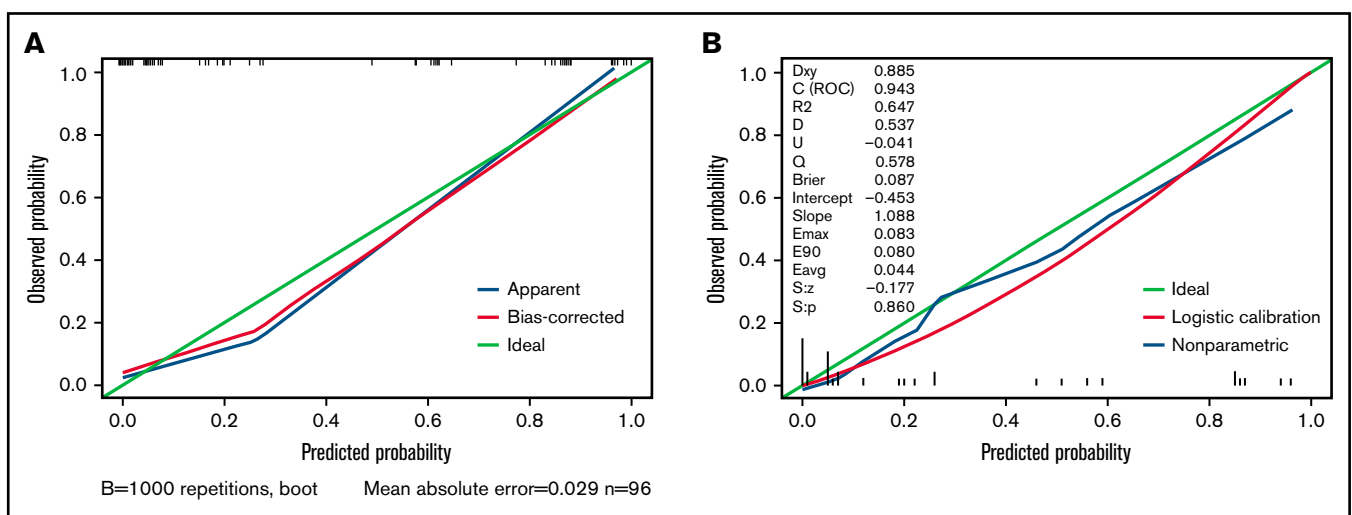 A
1.0
0.8
0.6
0.4
0.2
0.0
Observed probability
Apparent
Bias-corrected
Ideal
0.0 0.2 0.4 0.6 0.8 1.0
Predicted probability
B=1000 repetitions, boot Mean absolute error=0.029 n=96
B
1.0
0.8
0.6
0.4
0.2
0.0
Observed probability
Dxy 0.885
C (ROC) 0.943
R2 0.647
D 0.537
U −0.041
Q 0.578
Brier 0.087
Intercept −0.453
Slope 1.088
Emax 0.083
E90 0.080
Eavg 0.044
S:z −0.177
S:p 0.860
Ideal
Logistic calibration
Nonparametric
0.0 0.2 0.4 0.6 0.8 1.0
Predicted probability